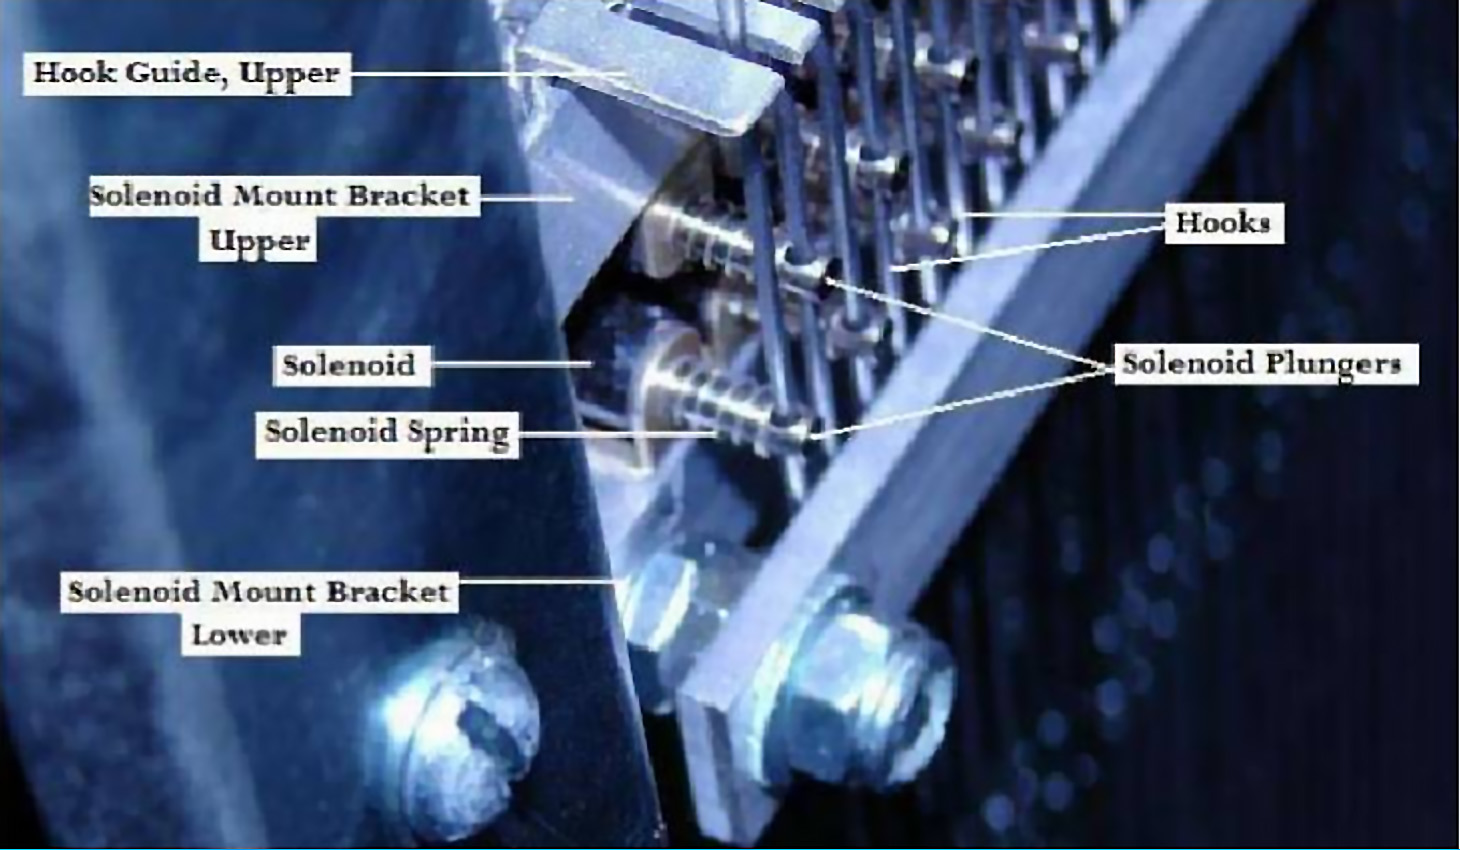 Hook Guide, Upper
Solenoid Mount Bracket
Upper
Hooks
Solenoid
Solenoid Plungers
Solenoid Spring
Solenoid Mount Bracket
Lower